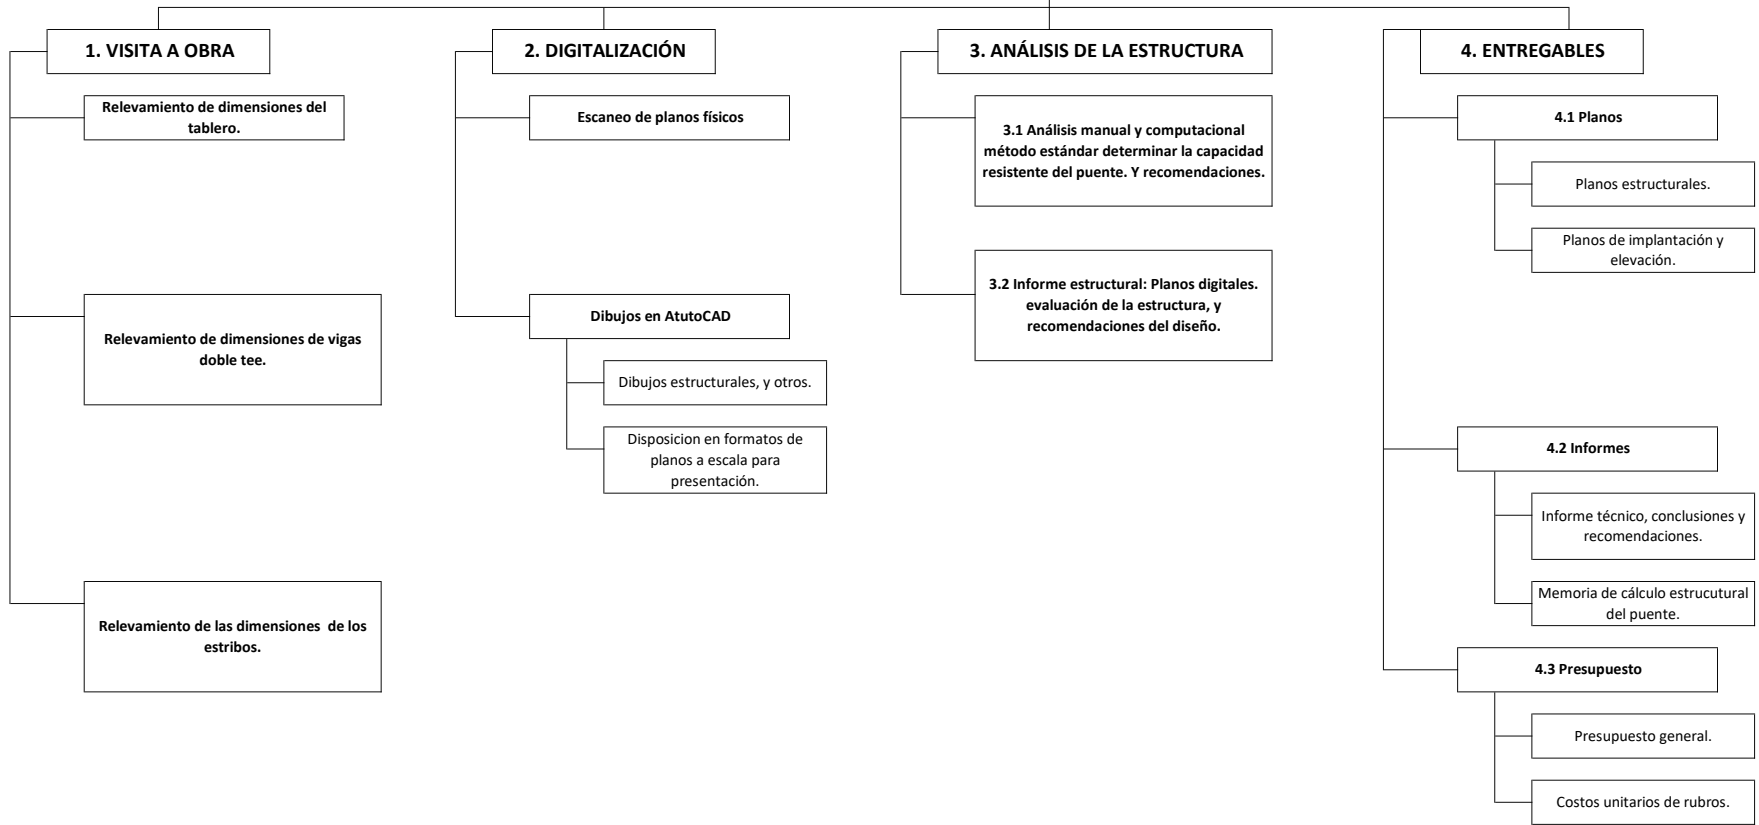 1. VISITA A OBRA
Relevamiento de dimensiones del
tablero.
Relevamiento de dimensiones de vigas
doble tee.
Relevamiento de las dimensiones  de los
estribos.
2. DIGITALIZACIÓN
Escaneo de planos físicos
Dibujos en AtutoCAD
Dibujos estructurales, y otros.
Disposicion en formatos de
planos a escala para
presentación.
3. ANÁLISIS DE LA ESTRUCTURA
3.1 Análisis manual y computacional
método estándar determinar la capacidad
resistente del puente. Y recomendaciones.
3.2 Informe estructural: Planos digitales.
evaluación de la estructura, y
recomendaciones del diseño.
4. ENTREGABLES
4.1 Planos
Planos estructurales.
Planos de implantación y
elevación.
4.2 Informes
Informe técnico, conclusiones y
recomendaciones.
Memoria de cálculo estrucutural
del puente.
4.3 Presupuesto
Presupuesto general.
Costos unitarios de rubros.